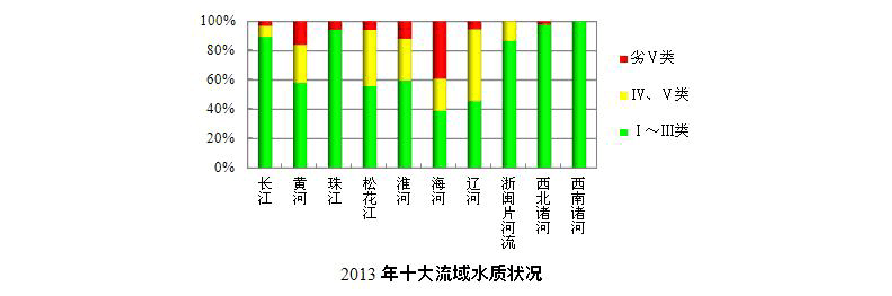 100%
80%
60%
40%
20%
0%
长江
黄河
珠江
松花江
淮河
海河
辽河
浙闽片河流
西北诸河
西南诸河
劣Ⅴ类
Ⅳ、Ⅴ类
Ⅰ～Ⅲ类
2013 年十大流域水质状况